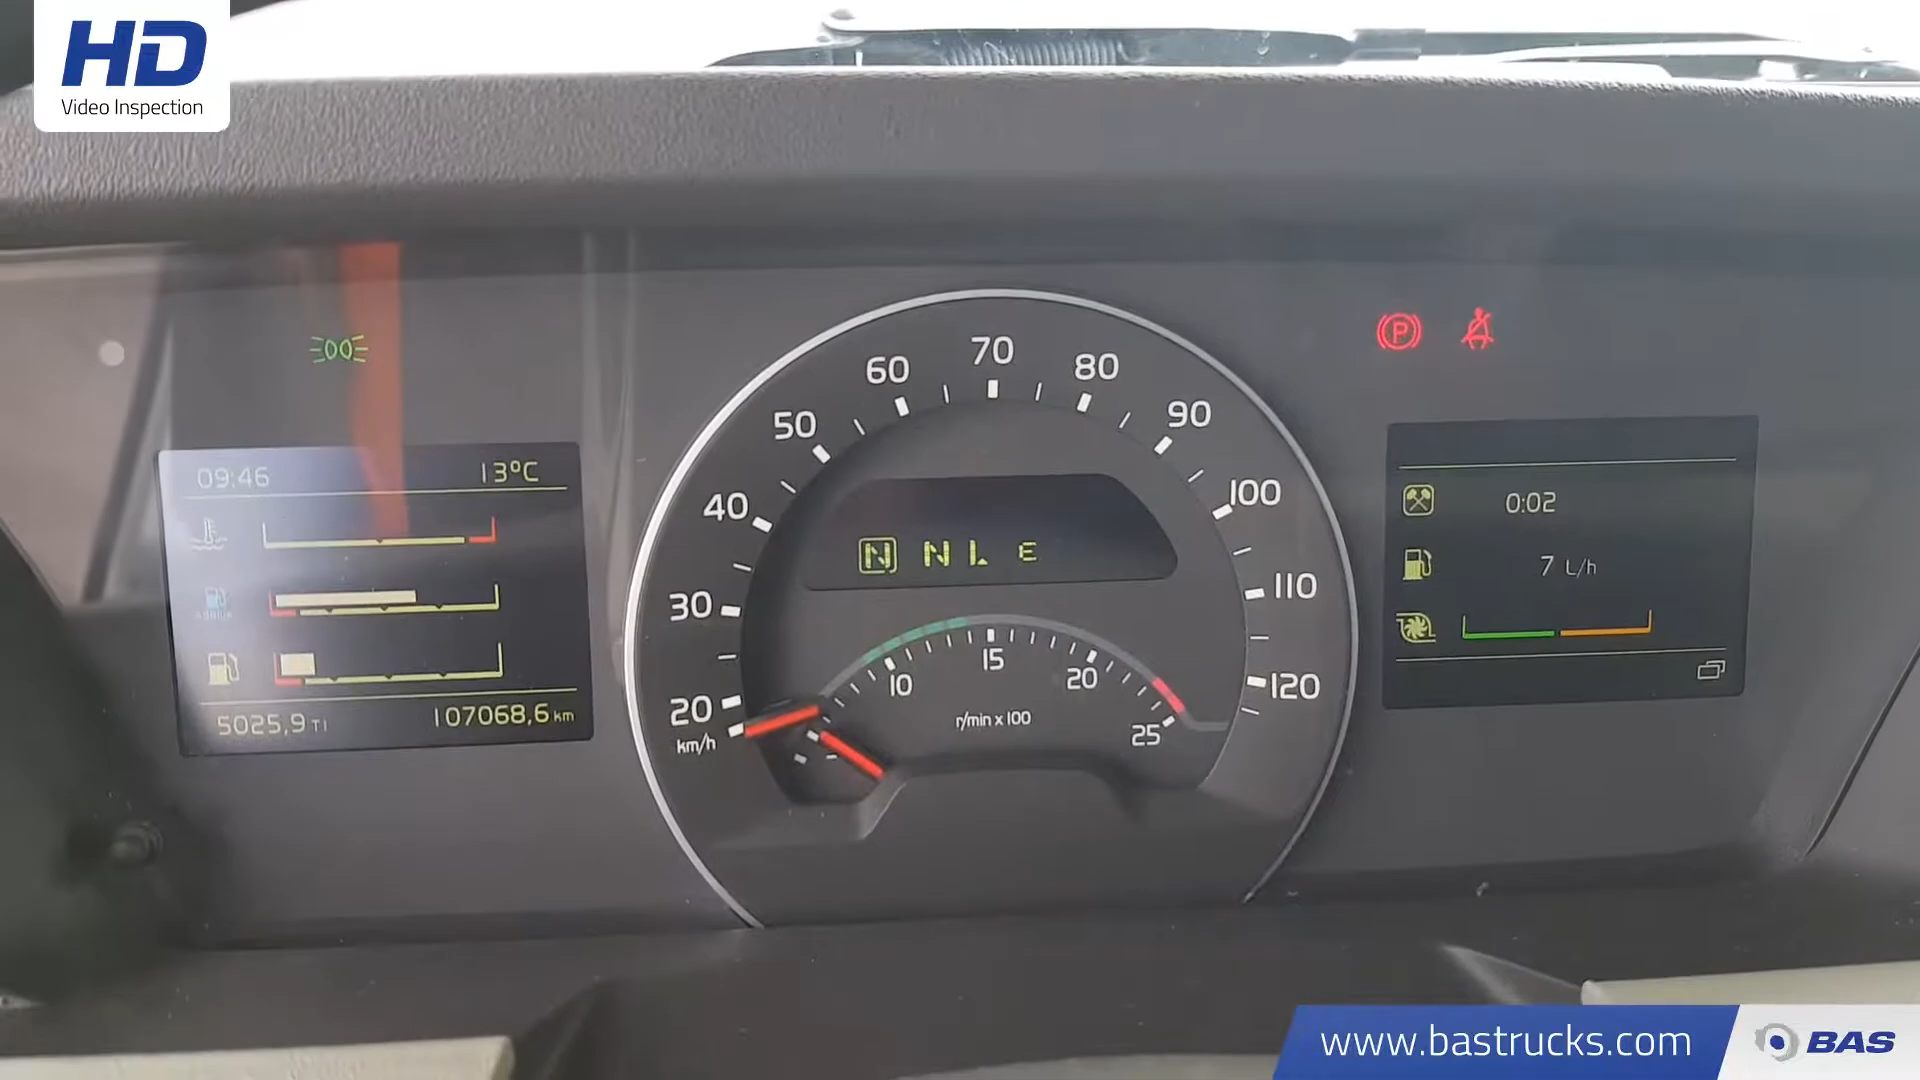 HD
Video Inspection
09:46 13°C
5025,9 TI 107068,6 km
20 30 40 50 60 70 80 90 100 110 120
km/h
N N L E
10 15 20 25
r/min x 100
P
0:02
7 L/h
www.bastrucks.com BAS